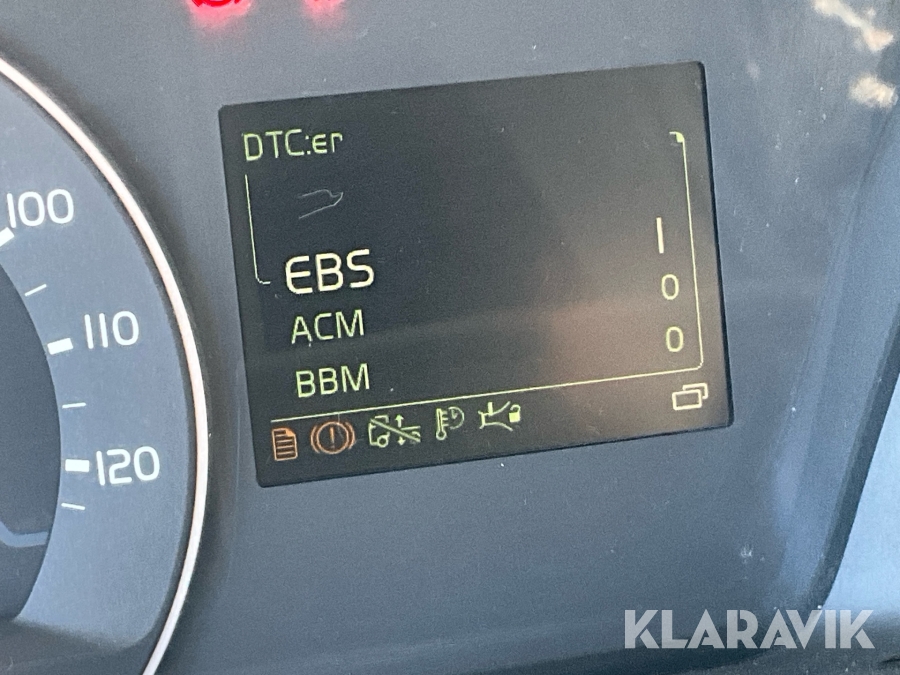 DTC:er
EBS 1
ACM 0
BBM 0
100
110
120
KLARAVIK